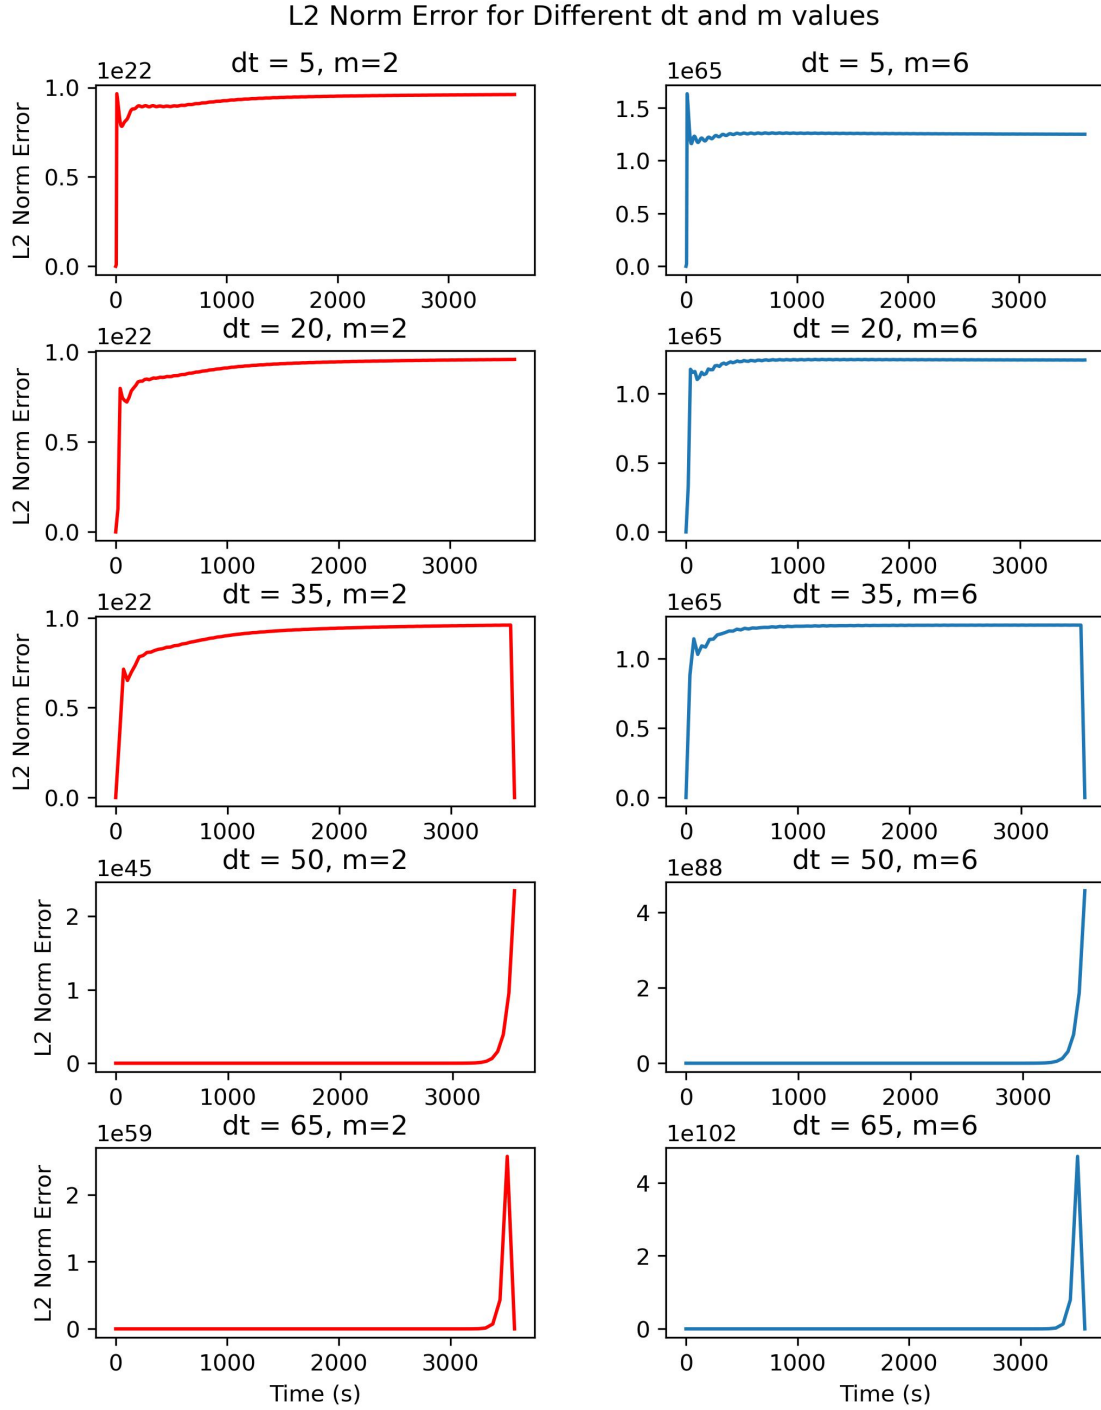 L2 Norm Error for Different dt and m values
dt = 5, m=2
1e22
L2 Norm Error
1.0
0.5
0.0
0 1000 2000 3000
dt = 5, m=6
1e65
1.5
1.0
0.5
0.0
0 1000 2000 3000
dt = 20, m=2
1e22
L2 Norm Error
1.0
0.5
0.0
0 1000 2000 3000
dt = 20, m=6
1e65
1.0
0.5
0.0
0 1000 2000 3000
dt = 35, m=2
1e22
L2 Norm Error
1.0
0.5
0.0
0 1000 2000 3000
dt = 35, m=6
1e65
1.0
0.5
0.0
0 1000 2000 3000
dt = 50, m=2
1e45
L2 Norm Error
2
1
0
0 1000 2000 3000
dt = 50, m=6
1e88
4
2
0
0 1000 2000 3000
dt = 65, m=2
1e59
L2 Norm Error
2
1
0
0 1000 2000 3000
Time (s)
dt = 65, m=6
1e102
4
2
0
0 1000 2000 3000
Time (s)